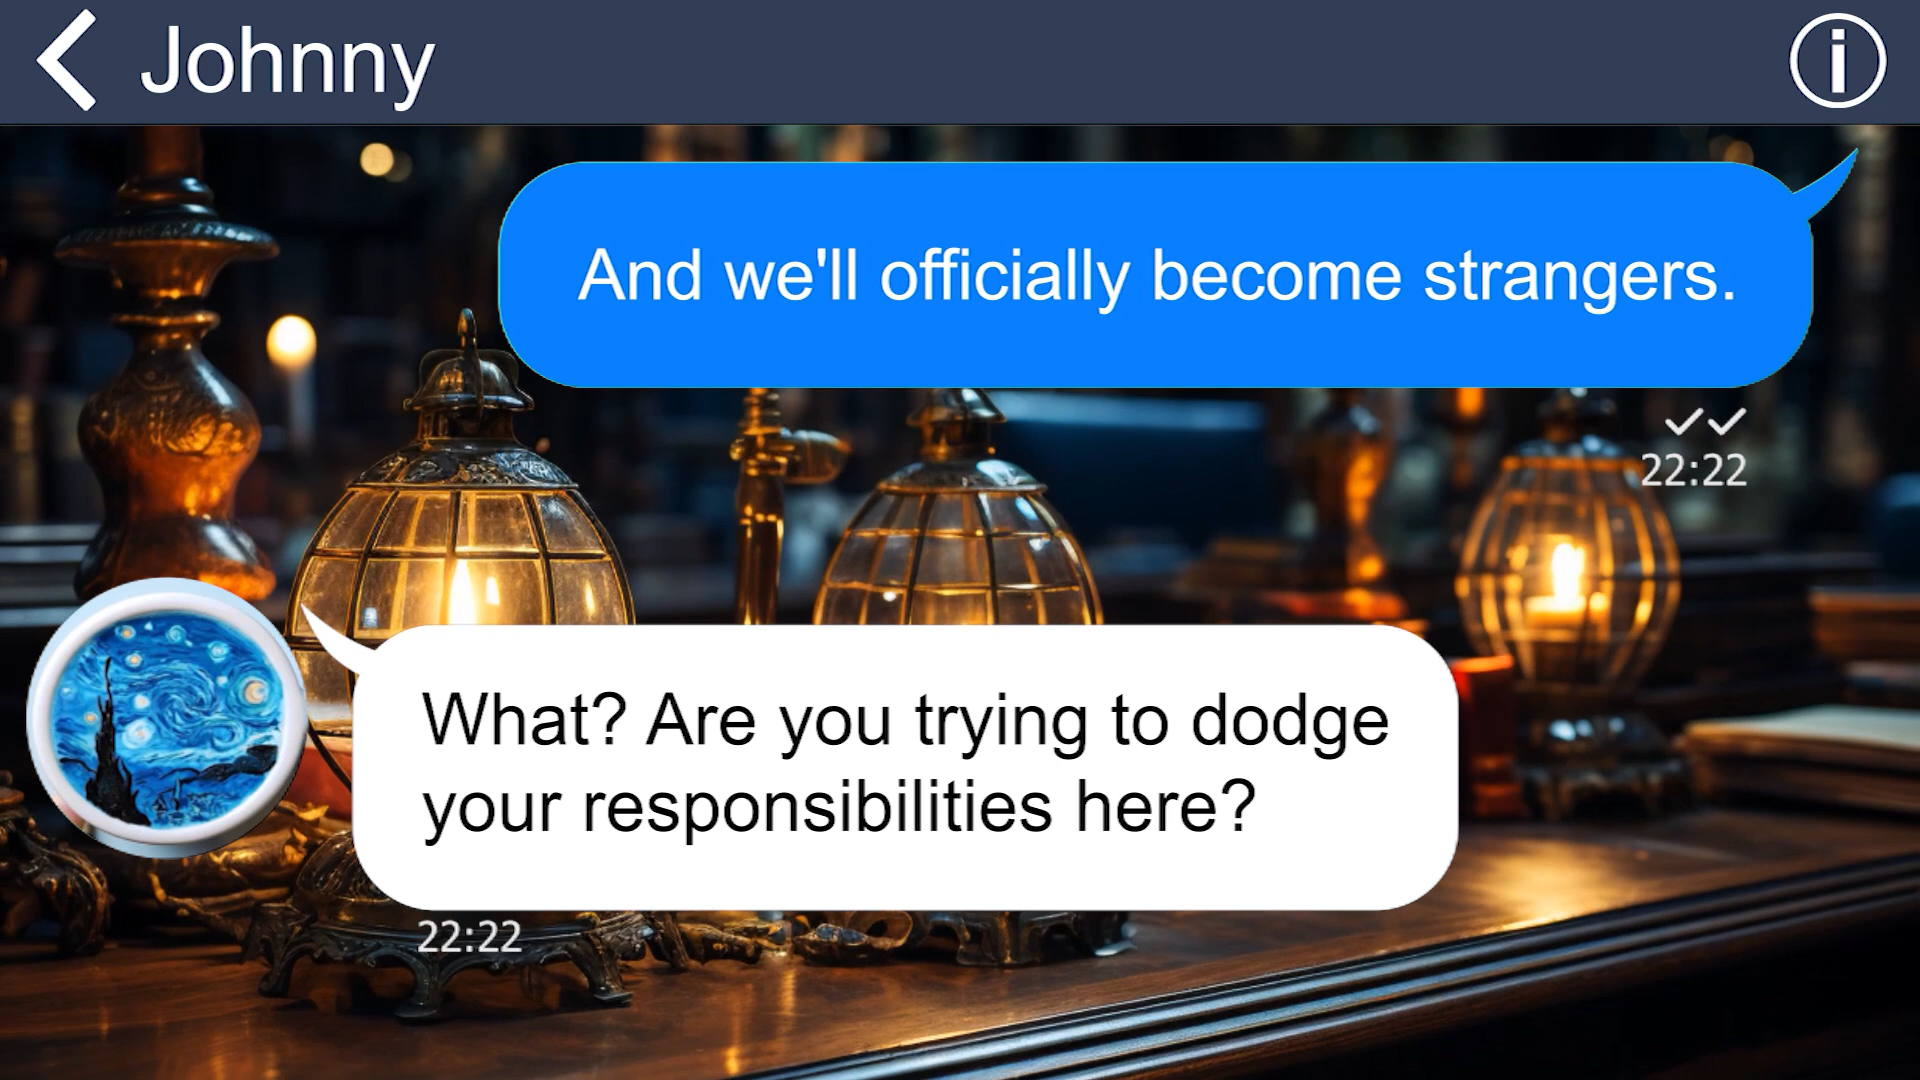 Johnny
And we'll officially become strangers.
22:22
What? Are you trying to dodge
your responsibilities here?
22:22